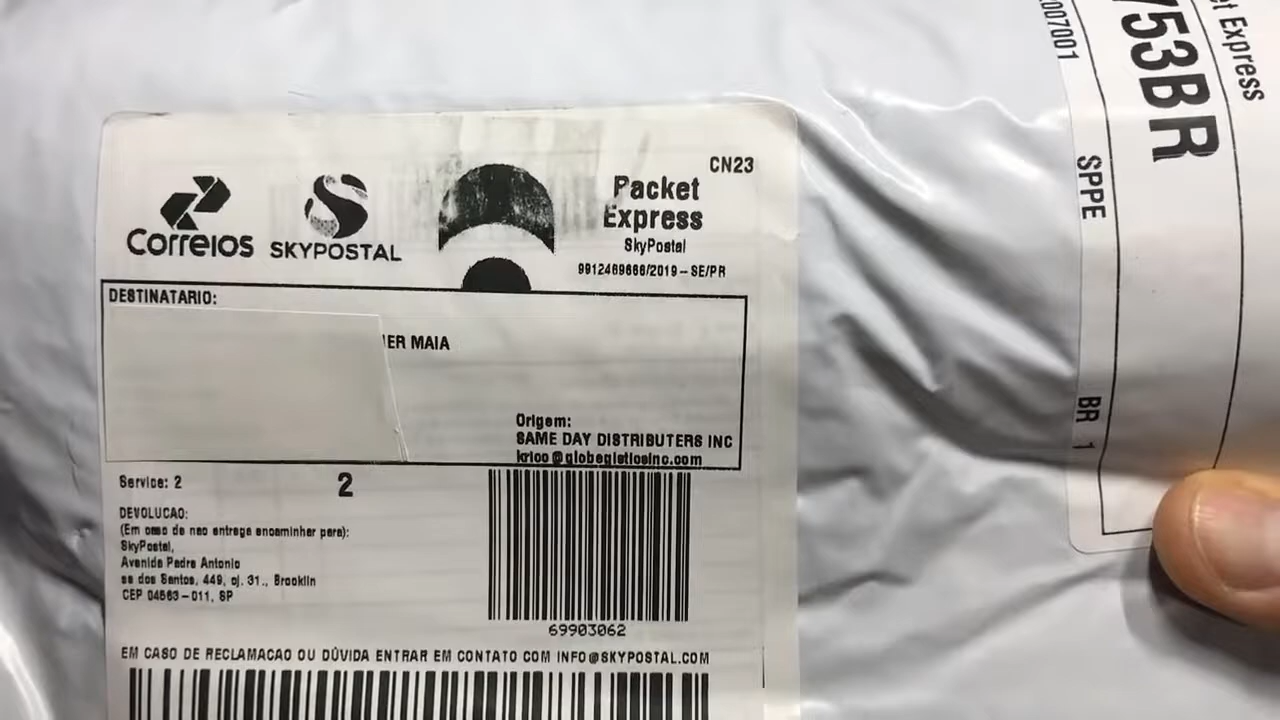 CN23
Correios
SKYPOSTAL
Packet
Express
SkyPostal
9912469666/2019-SE/PR
DESTINATARIO:
IER MAIA
Origem:
SAME DAY DISTRIBUTERS INC
Service: 2
2
DEVOLUCAO:
(Em caso de nao entrega encaminhar para):
SkyPostal,
Avenida Padre Antonio
es dos Santos, 449, cj. 31., Brooklin
CEP 04563-011, SP
69903062
EM CASO DE RECLAMACAO OU DÚVIDA ENTRAR EM CONTATO COM INFO@SKYPOSTAL.COM
et Express
753BR
007001
SPPE
BR 1